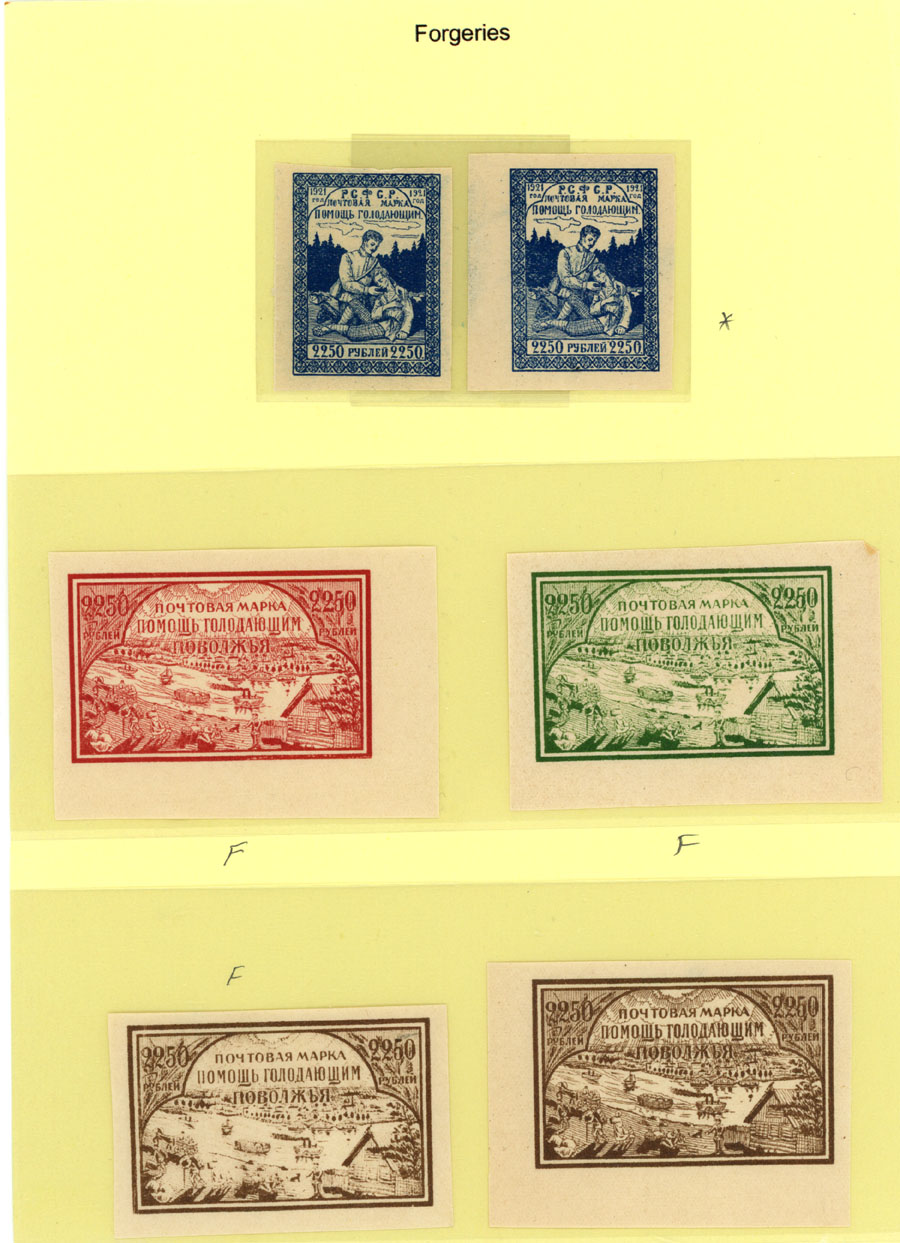 Forgeries
1921 Р.С.Ф.С.Р. 1921
ГОД ПОЧТОВАЯ МАРКА ГОД
ПОМОЩЬ ГОЛОДАЮЩИМ.
2250 РУБЛЕЙ 2250
1921 Р.С.Ф.С.Р. 1921
ГОД ПОЧТОВАЯ МАРКА ГОД
ПОМОЩЬ ГОЛОДАЮЩИМ.
2250 РУБЛЕЙ 2250
*
2250 ПОЧТОВАЯ МАРКА 2250
РУБЛЕЙ ПОМОЩЬ ГОЛОДАЮЩИМ РУБЛЕЙ
ПОВОЛЖЬЯ
2250 ПОЧТОВАЯ МАРКА 2250
РУБЛЕЙ ПОМОЩЬ ГОЛОДАЮЩИМ РУБЛЕЙ
ПОВОЛЖЬЯ
F
F
F
2250 ПОЧТОВАЯ МАРКА 2250
РУБЛЕЙ ПОМОЩЬ ГОЛОДАЮЩИМ РУБЛЕЙ
ПОВОЛЖЬЯ
2250 ПОЧТОВАЯ МАРКА 2250
РУБЛЕЙ ПОМОЩЬ ГОЛОДАЮЩИМ РУБЛЕЙ
ПОВОЛЖЬЯ